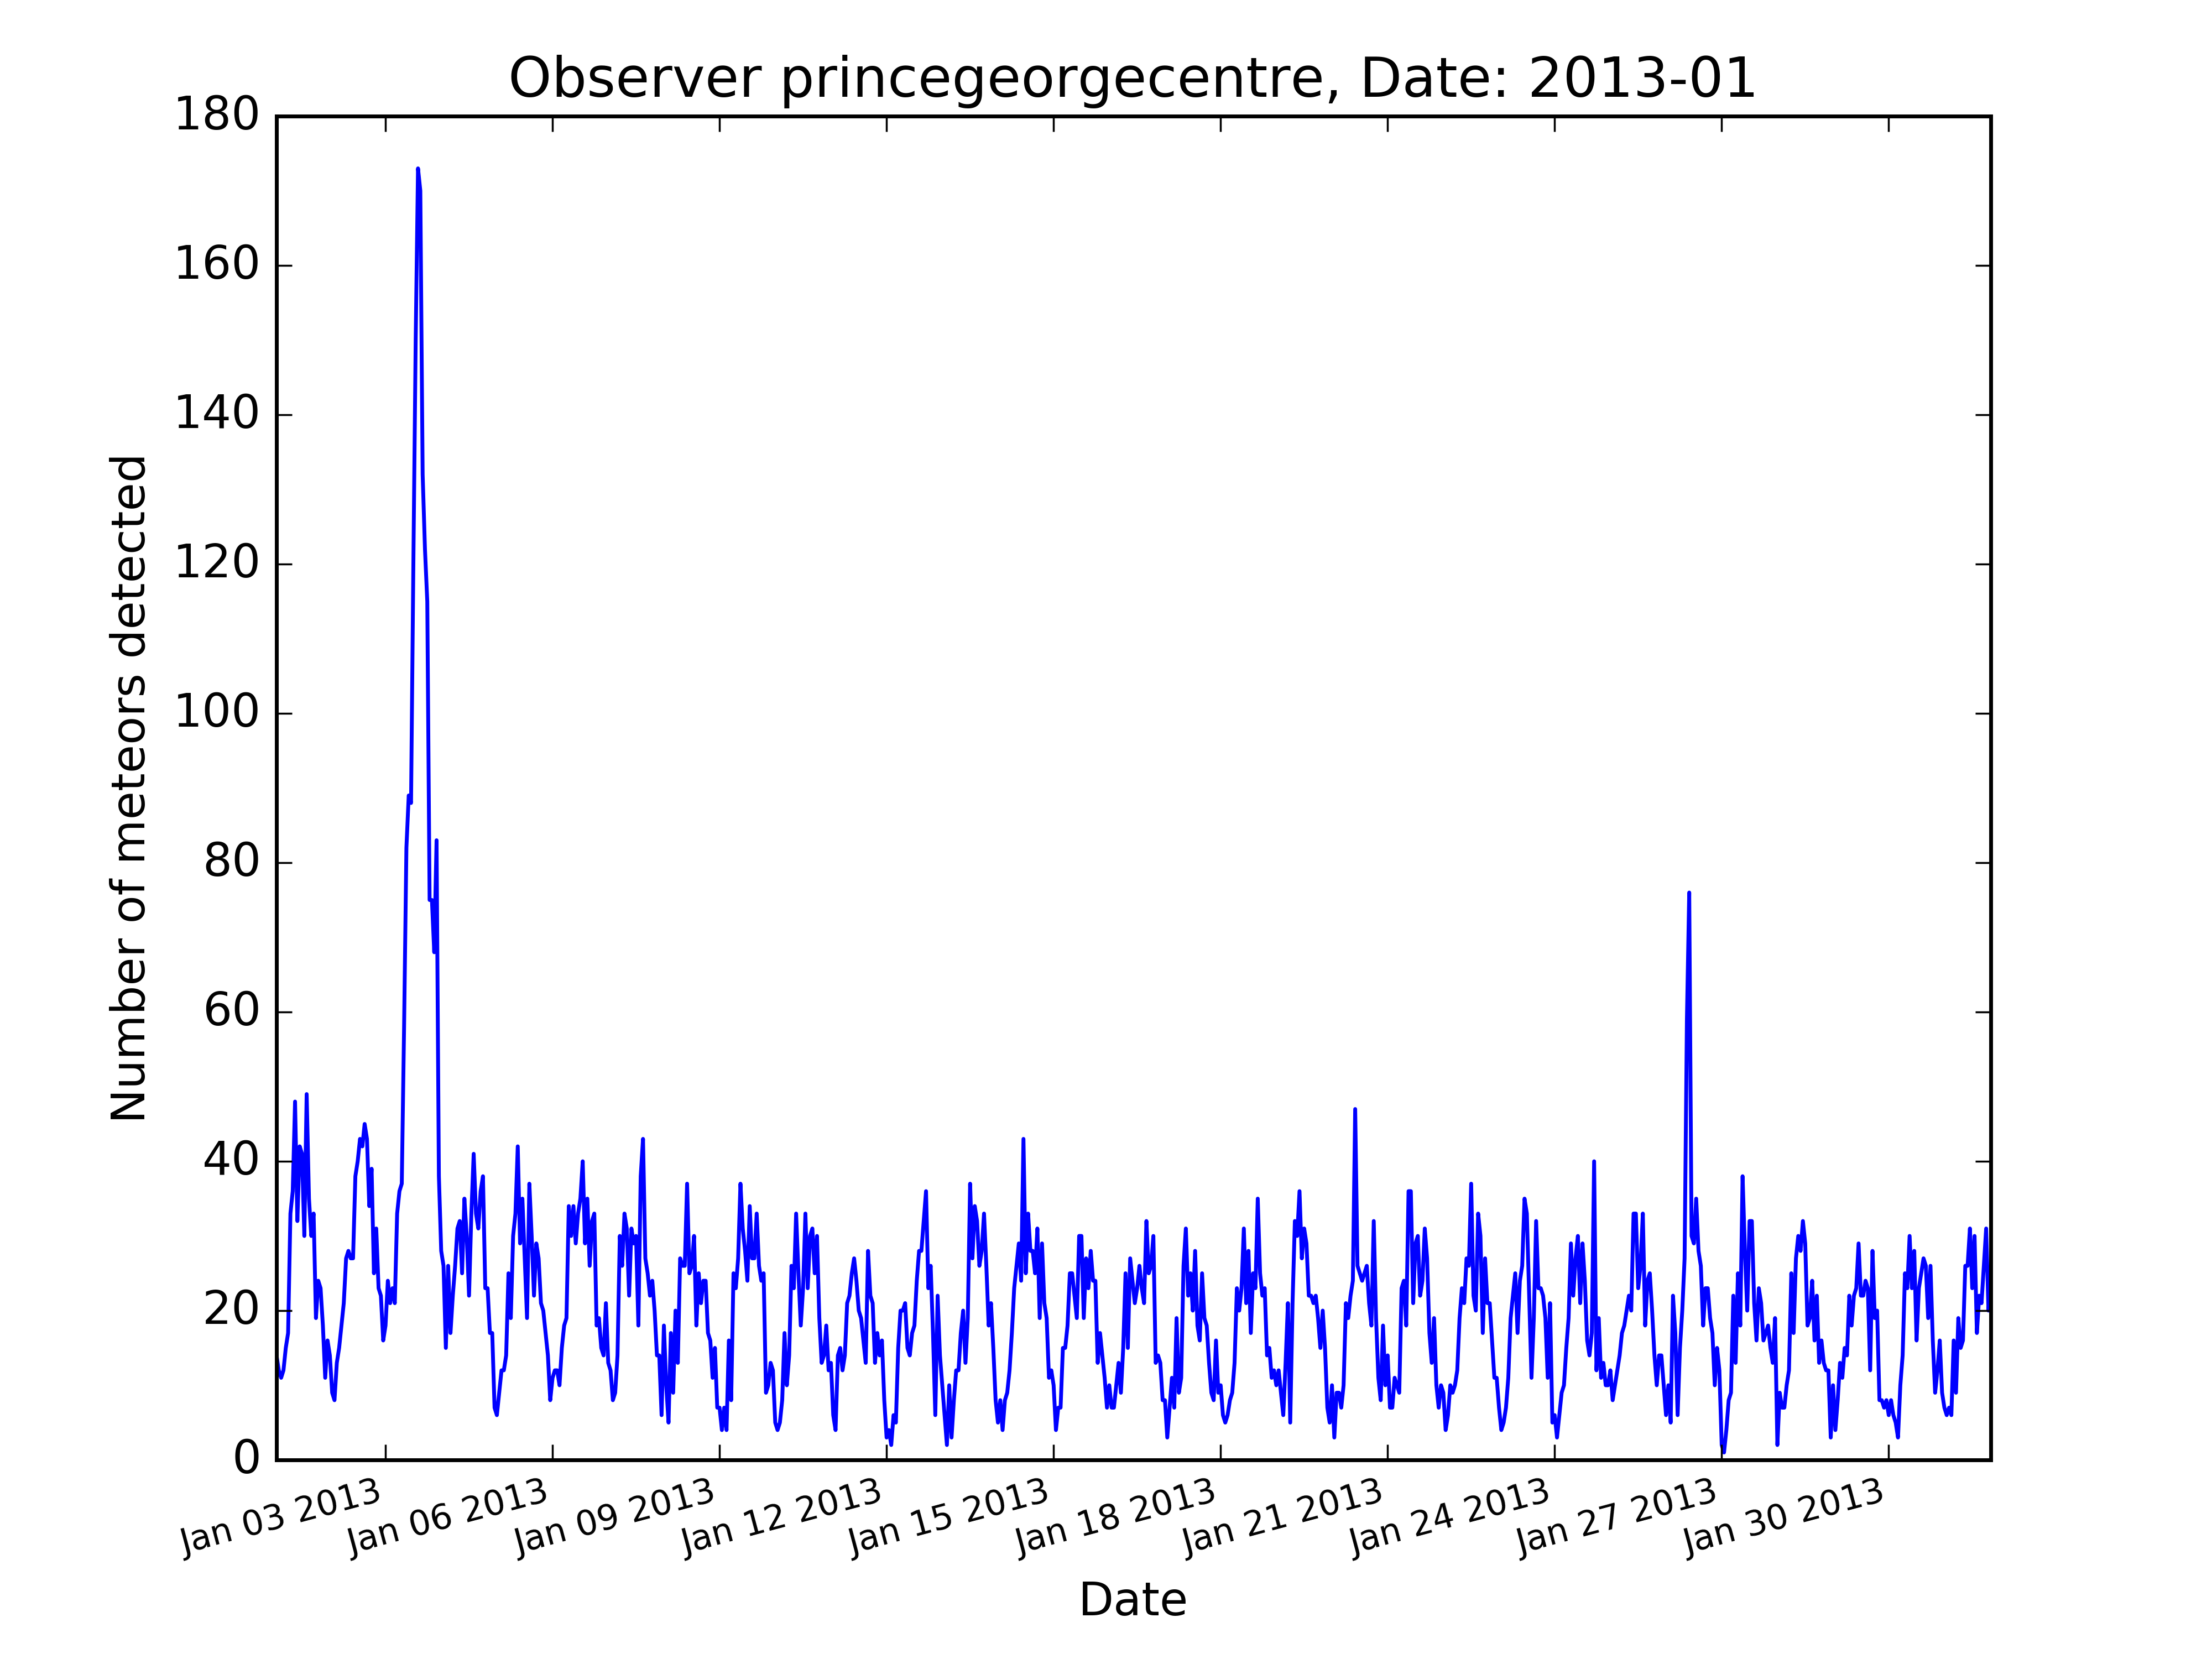 Observer princegeorgecentre, Date: 2013-01
Number of meteors detected
180
160
140
120
100
80
60
40
20
0
Jan 03 2013
Jan 06 2013
Jan 09 2013
Jan 12 2013
Jan 15 2013
Jan 18 2013
Jan 21 2013
Jan 24 2013
Jan 27 2013
Jan 30 2013
Date